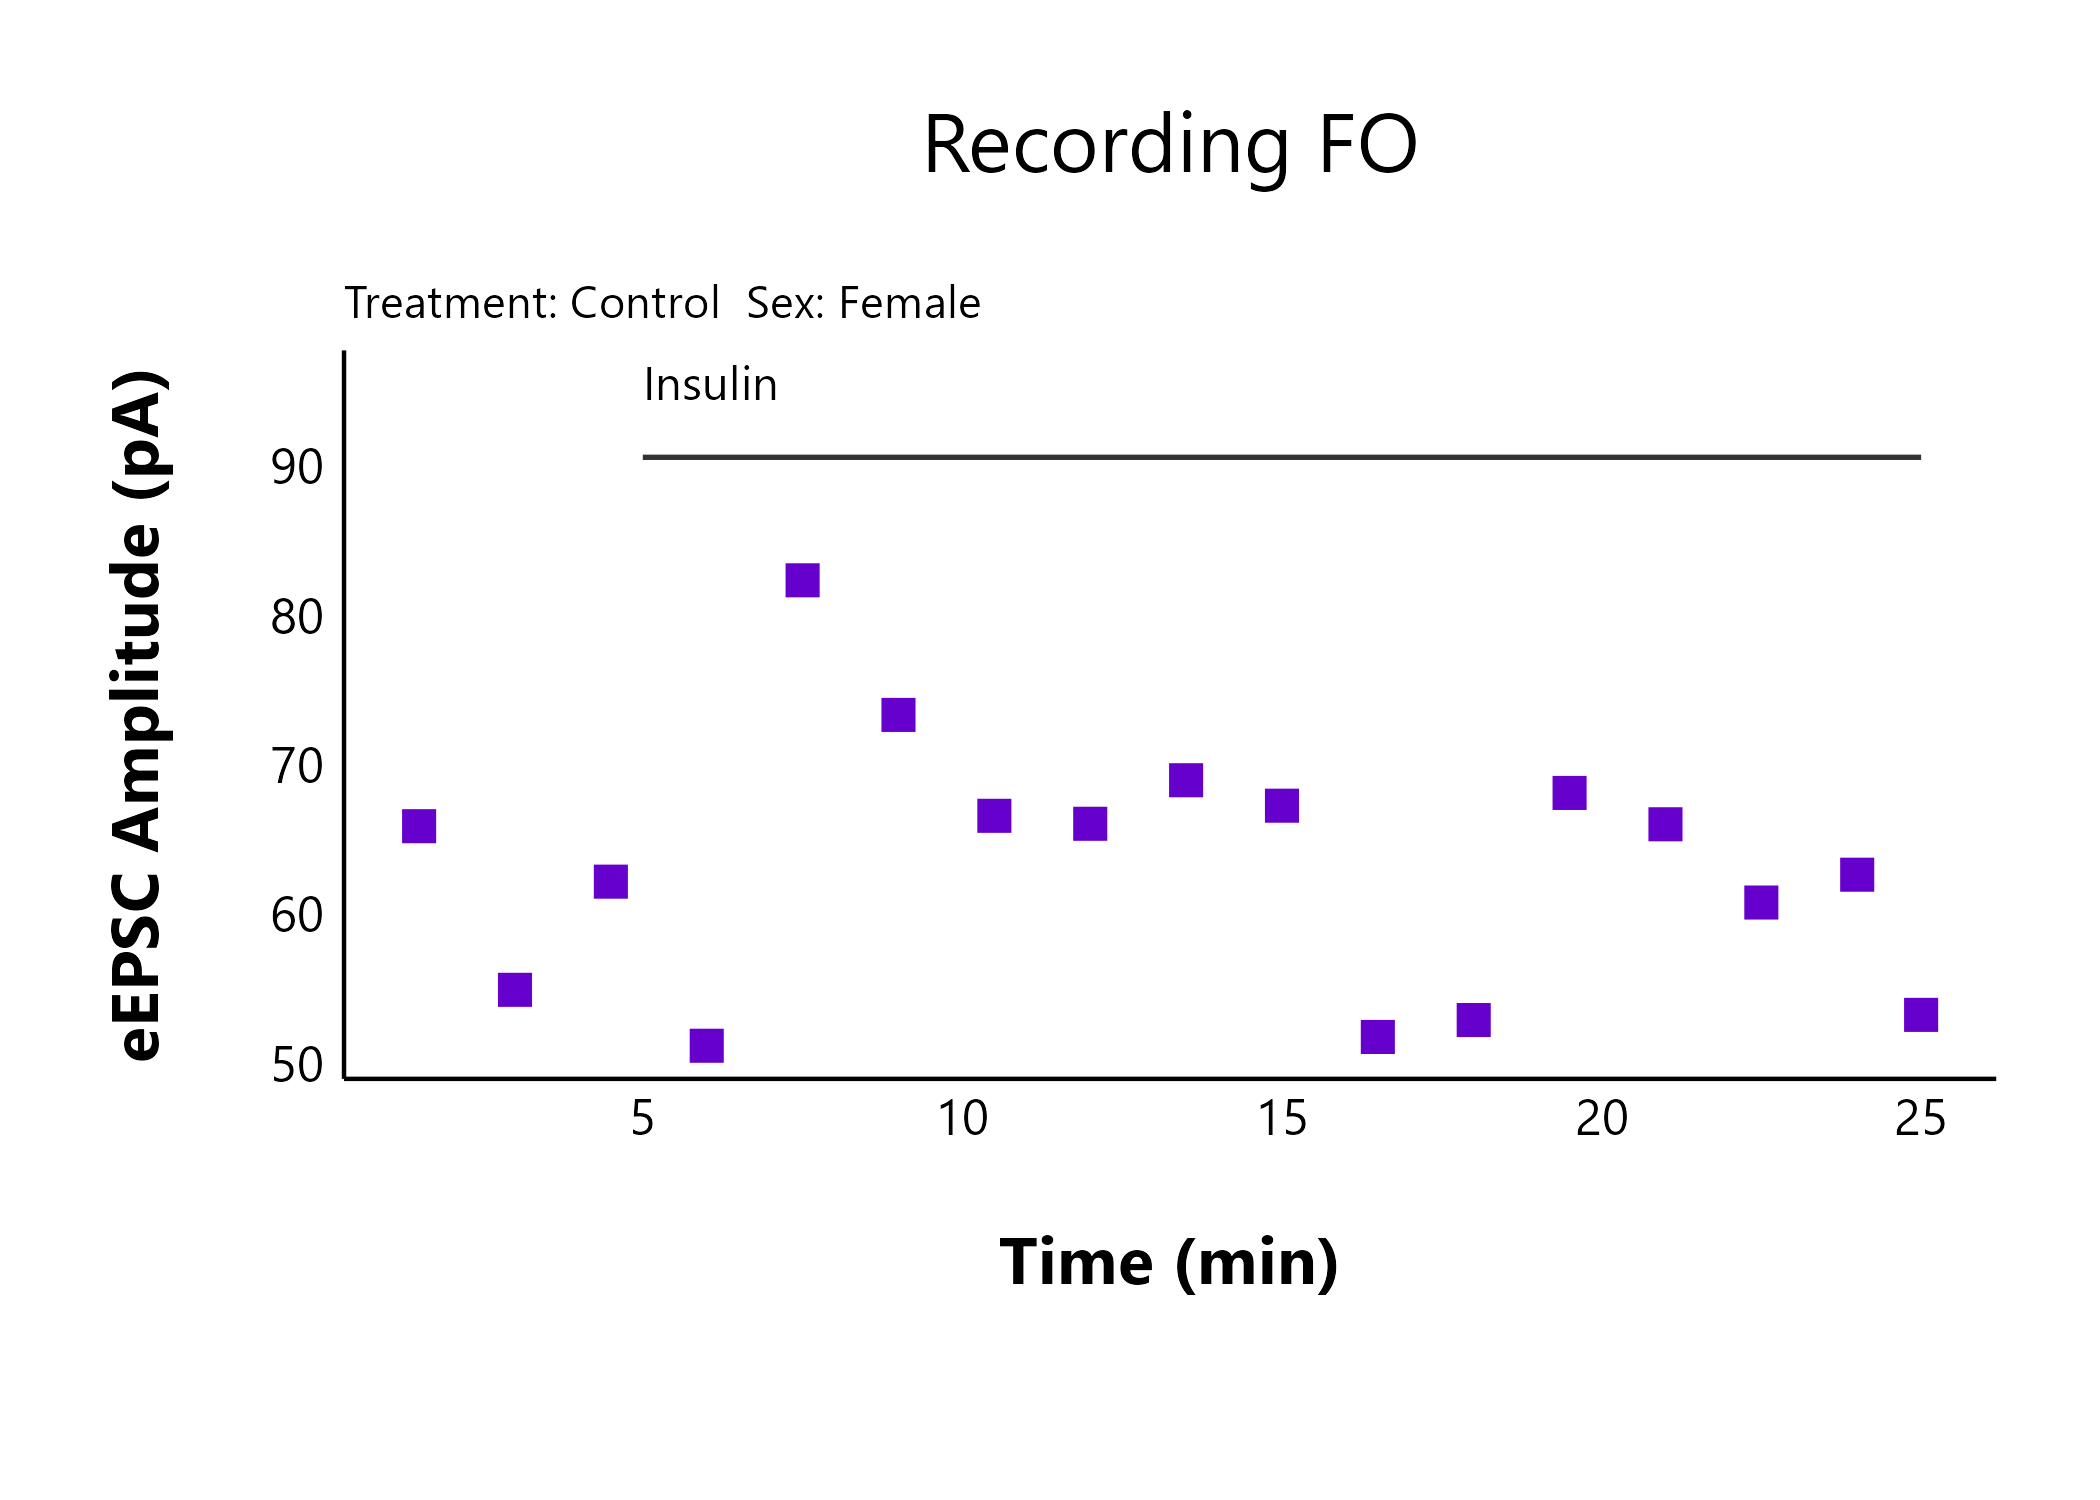 Recording FO
Treatment: Control  Sex: Female
Insulin
eEPSC Amplitude (pA)
90
80
70
60
50
5 10 15 20 25
Time (min)